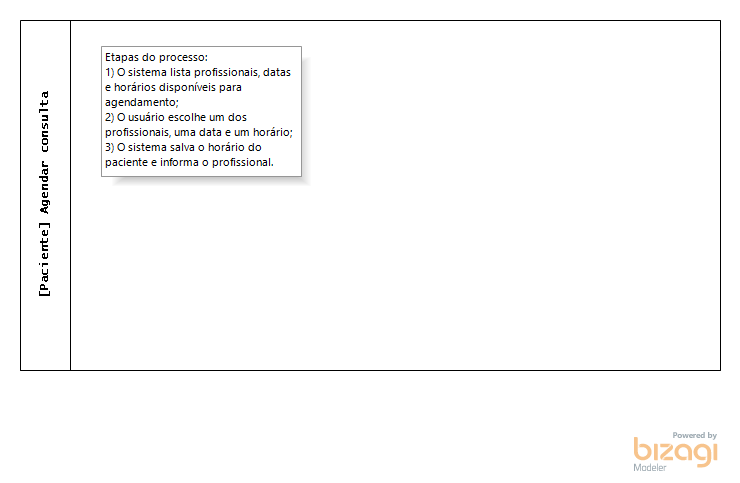 [Paciente] Agendar consulta
Etapas do processo:
1) O sistema lista profissionais, datas
e horários disponíveis para
agendamento;
2) O usuário escolhe um dos
profissionais, uma data e um horário;
3) O sistema salva o horário do
paciente e informa o profissional.
Powered by
bizagi
Modeler